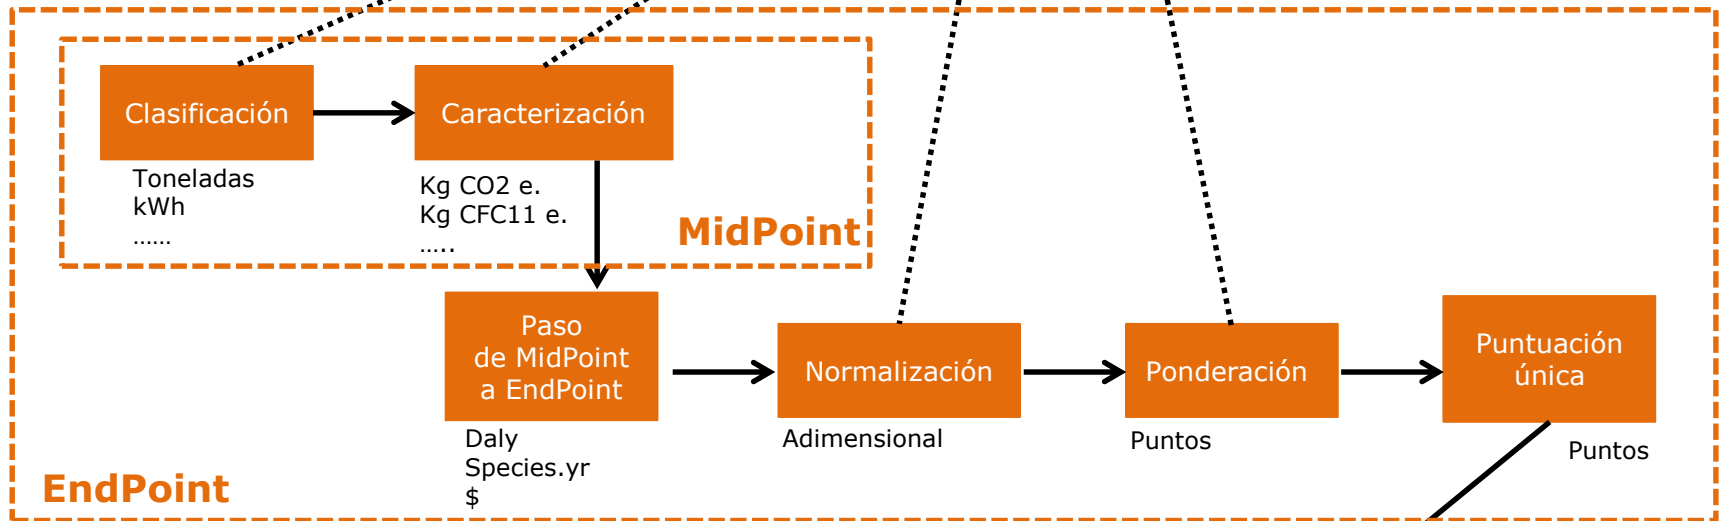 Clasificación
Caracterización
Toneladas
kWh
......
Kg CO2 e.
Kg CFC11 e.
.....
MidPoint
Paso
de MidPoint
a EndPoint
Normalización
Ponderación
Puntuación
única
Daly
Species.yr
$
Adimensional
Puntos
Puntos
EndPoint